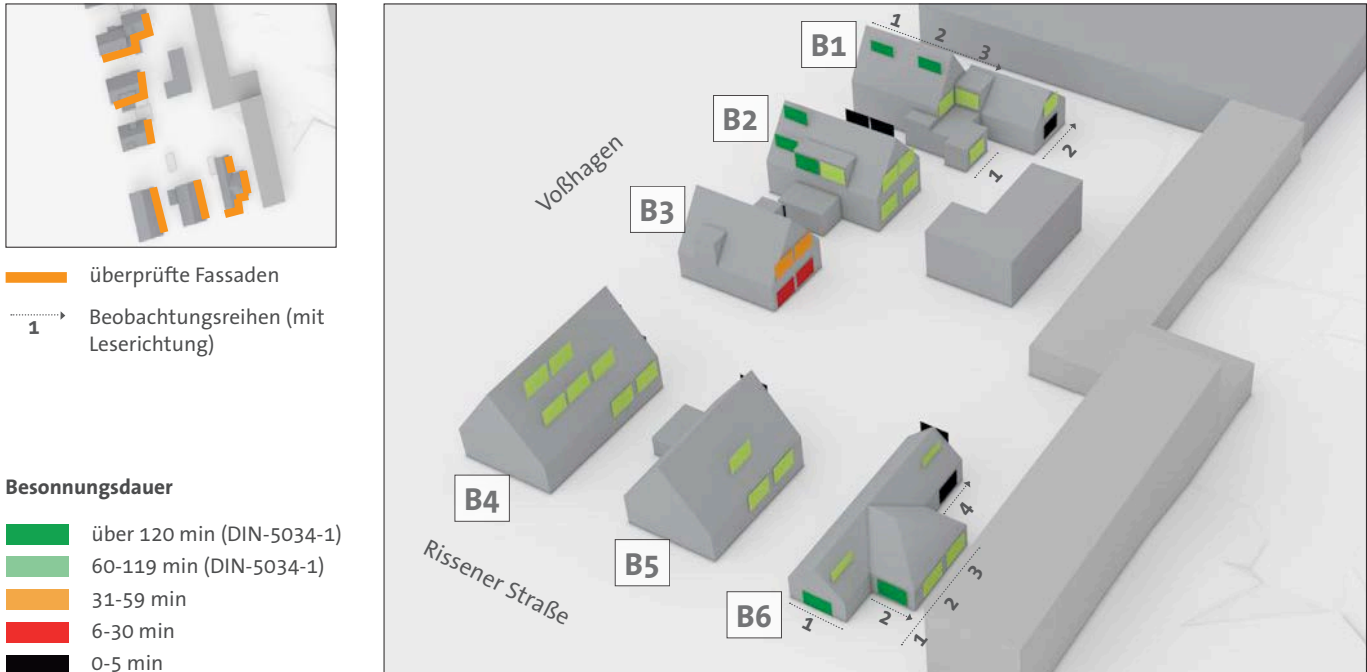 überprüfte Fassaden
1
Beobachtungsreihen (mit
Leserichtung)
Besonnungsdauer
über 120 min (DIN-5034-1)
60-119 min (DIN-5034-1)
31-59 min
6-30 min
0-5 min
B1
1
2
3
2
1
B2
Voßhagen
B3
B4
B5
Rissener Straße
B6
1
2
1
2
3
4